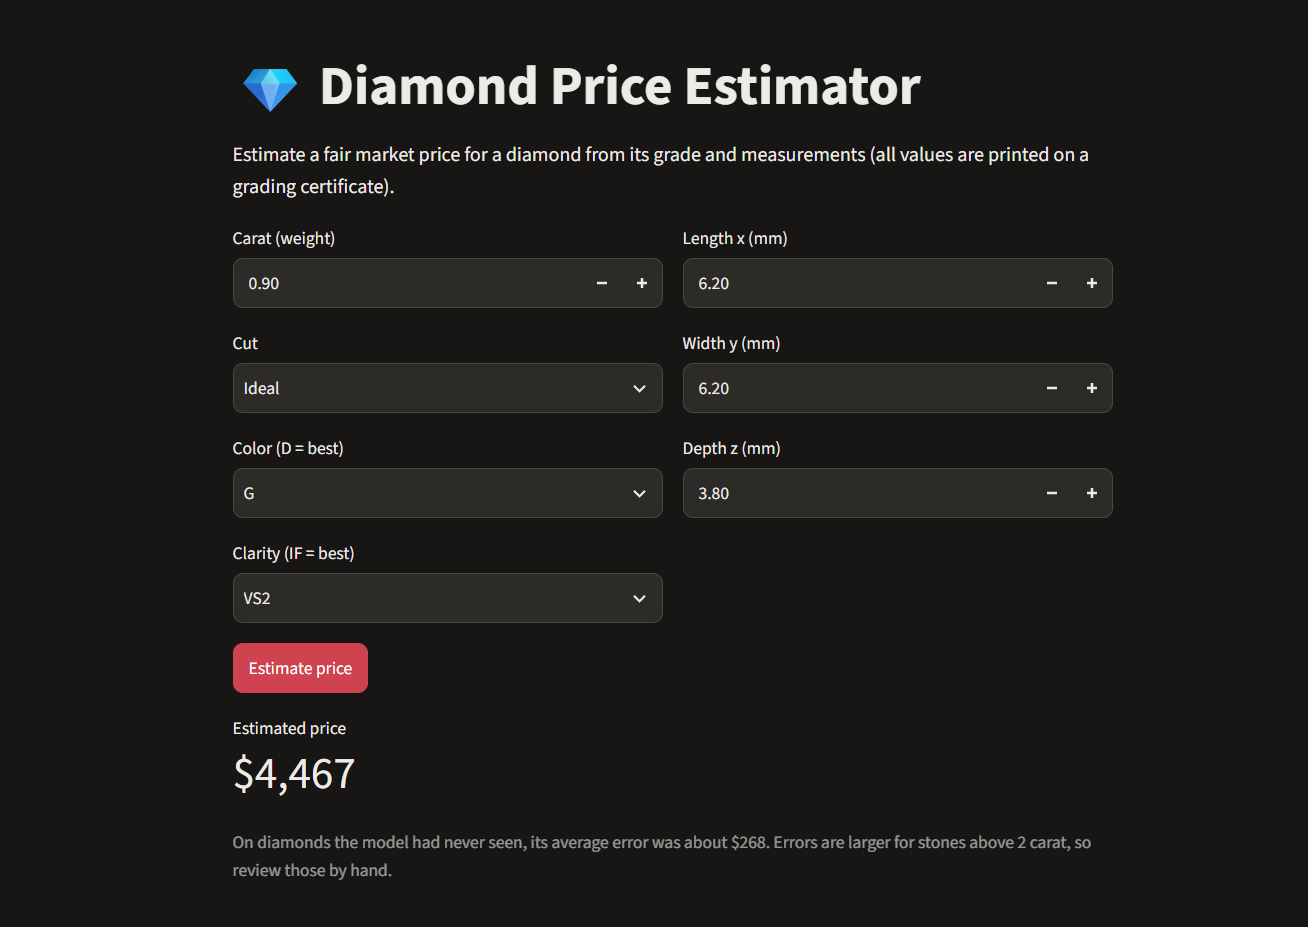 Diamond Price Estimator
Estimate a fair market price for a diamond from its grade and measurements (all values are printed on a
grading certificate).
Carat (weight)
0.90
Length x (mm)
6.20
Cut
Ideal
Width y (mm)
6.20
Color (D = best)
G
Depth z (mm)
3.80
Clarity (IF = best)
VS2
Estimate price
Estimated price
$4,467
On diamonds the model had never seen, its average error was about $268. Errors are larger for stones above 2 carat, so
review those by hand.